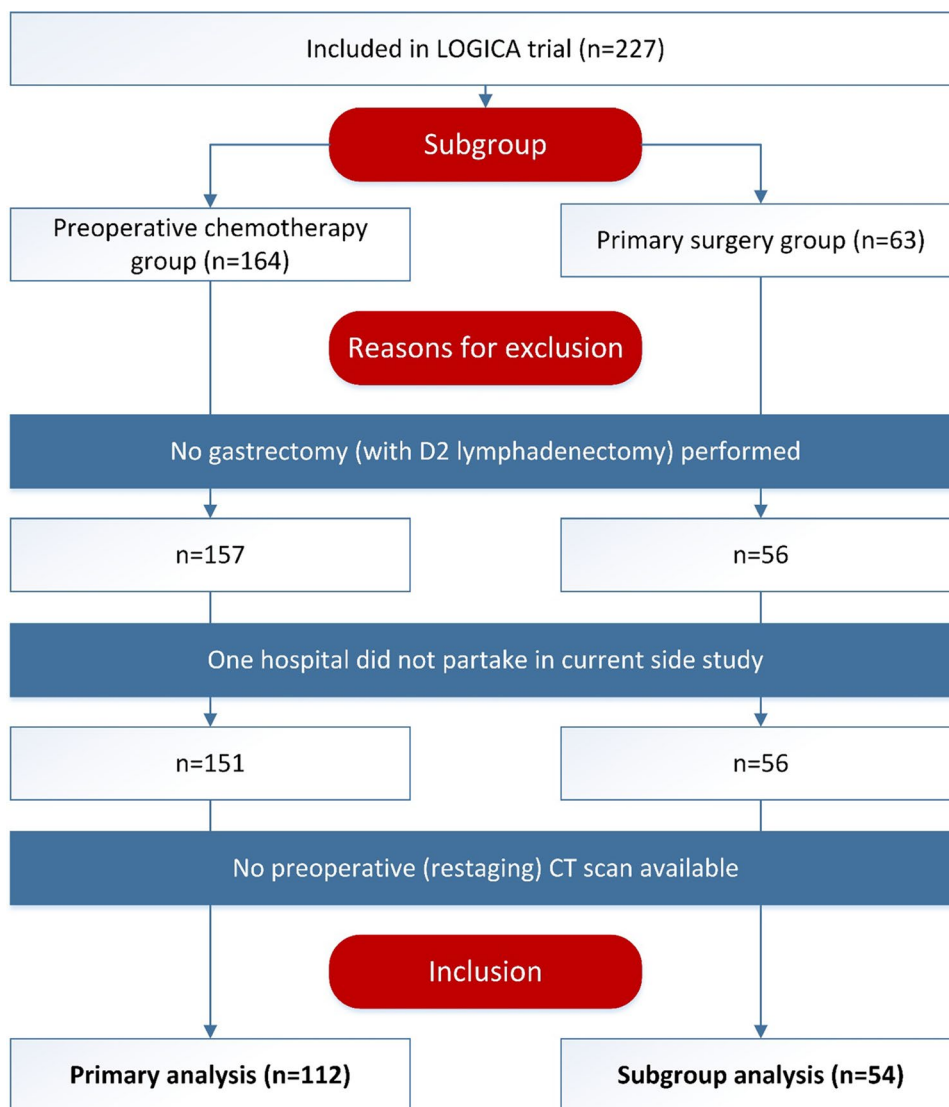 Included in LOGICA trial (n=227)
Subgroup
Preoperative chemotherapy
group (n=164)
Primary surgery group (n=63)
Reasons for exclusion
No gastrectomy (with D2 lymphadenectomy) performed
n=157
n=56
One hospital did not partake in current side study
n=151
n=56
No preoperative (restaging) CT scan available
Inclusion
Primary analysis (n=112)
Subgroup analysis (n=54)